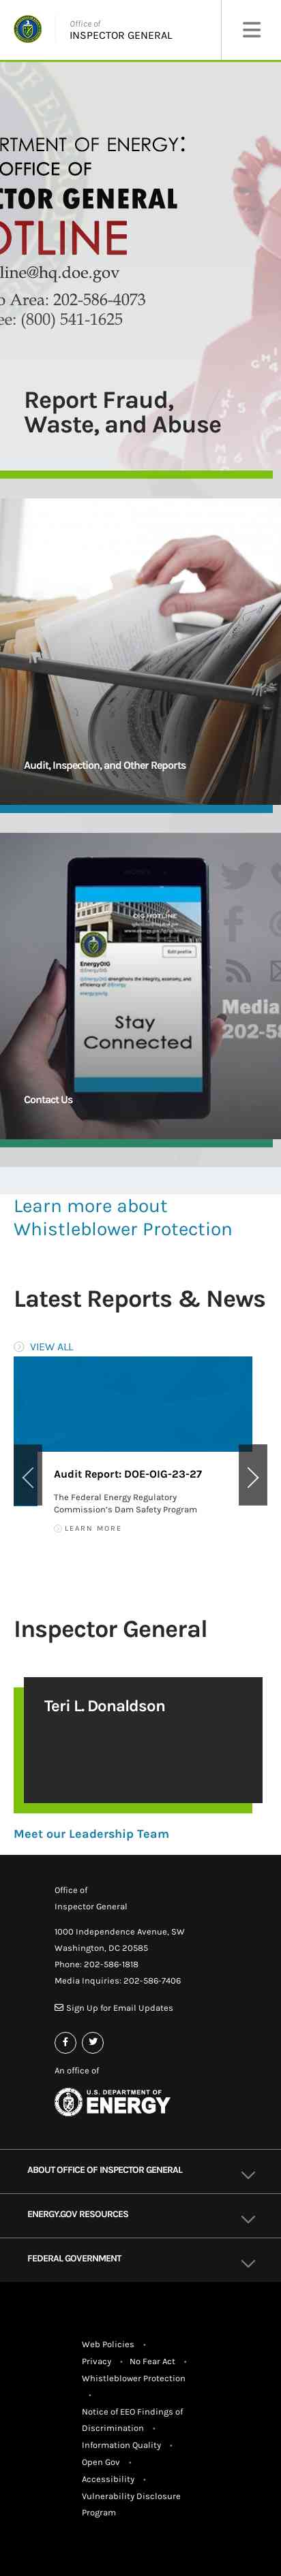 Office of
INSPECTOR GENERAL
RTMENT OF ENERGY:
OFFICE OF
CTOR GENERAL
OTLINE
line@hq.doe.gov
Area: 202-586-4073
ee: (800) 541-1625
Report Fraud,
Waste, and Abuse
Audit, Inspection, and Other Reports
OIG HOTLINE
Edit profile
EnergyOIG
@EnergyOIG
Stay
Connected
Media
202-58
Contact Us
Learn more about
Whistleblower Protection
Latest Reports & News
VIEW ALL
Audit Report: DOE-OIG-23-27
The Federal Energy Regulatory
Commission’s Dam Safety Program
LEARN MORE
Inspector General
Teri L. Donaldson
Meet our Leadership Team
Office of
Inspector General
1000 Independence Avenue, SW
Washington, DC 20585
Phone: 202-586-1818
Media Inquiries: 202-586-7406
Sign Up for Email Updates
An office of
U.S. DEPARTMENT OF
ENERGY
ABOUT OFFICE OF INSPECTOR GENERAL
ENERGY.GOV RESOURCES
FEDERAL GOVERNMENT
Web Policies •
Privacy • No Fear Act •
Whistleblower Protection
•
Notice of EEO Findings of
Discrimination •
Information Quality •
Open Gov •
Accessibility •
Vulnerability Disclosure
Program